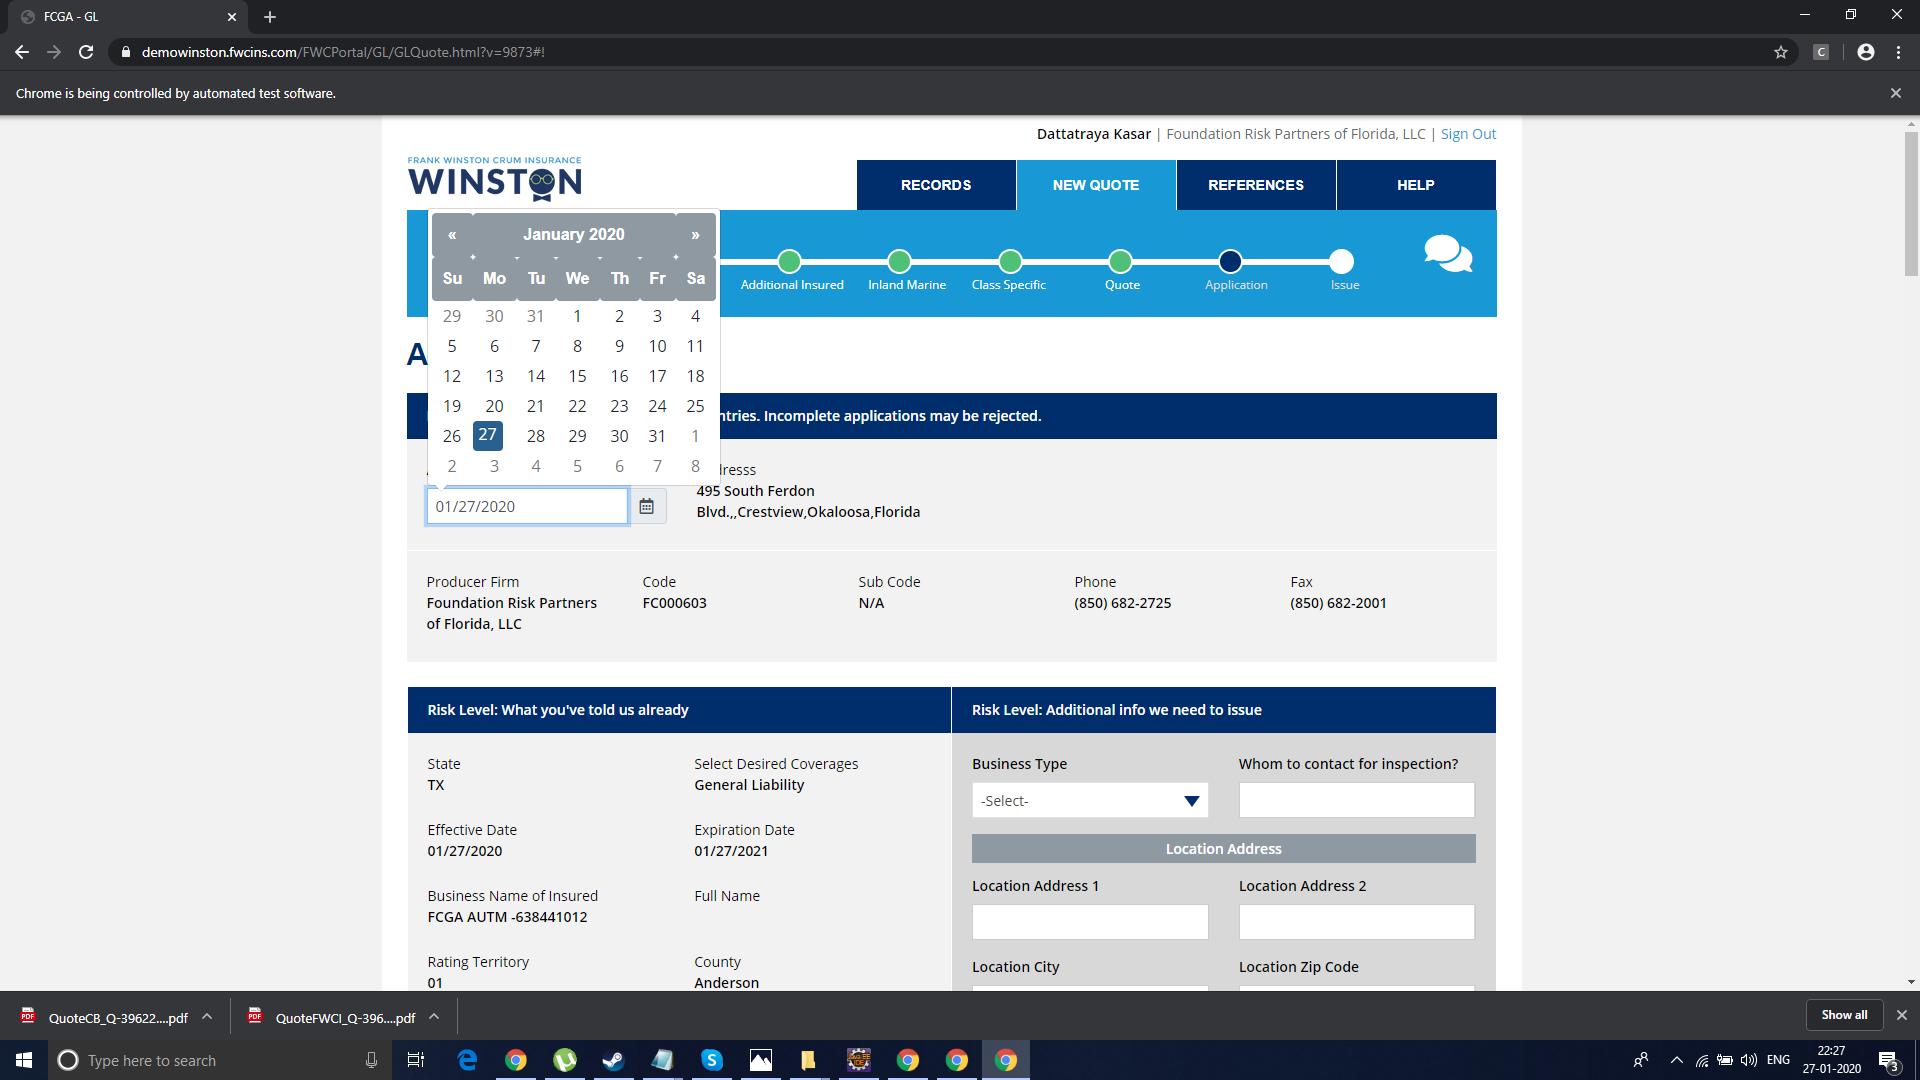 FCGA - GL
demowinston.fwcins.com/FWCPortal/GL/GLQuote.html?v=9873#!
C
Chrome is being controlled by automated test software.
Dattatraya Kasar | Foundation Risk Partners of Florida, LLC | Sign Out
FRANK WINSTON CRUM INSURANCE
WINSTON
RECORDS
NEW QUOTE
REFERENCES
HELP
« January 2020 »
Su Mo Tu We Th Fr Sa
29 30 31 1 2 3 4
5 6 7 8 9 10 11
12 13 14 15 16 17 18
19 20 21 22 23 24 25
26 27 28 29 30 31 1
2 3 4 5 6 7 8
Additional Insured
Inland Marine
Class Specific
Quote
Application
Issue
A
ntries. Incomplete applications may be rejected.
01/27/2020
dresss
495 South Ferdon
Blvd.,,Crestview,Okaloosa,Florida
Producer Firm
Foundation Risk Partners
of Florida, LLC
Code
FC000603
Sub Code
N/A
Phone
(850) 682-2725
Fax
(850) 682-2001
Risk Level: What you've told us already
State
TX
Select Desired Coverages
General Liability
Effective Date
01/27/2020
Expiration Date
01/27/2021
Business Name of Insured
FCGA AUTM -638441012
Full Name
Rating Territory
01
County
Anderson
Risk Level: Additional info we need to issue
Business Type
-Select-
Whom to contact for inspection?
Location Address
Location Address 1
Location Address 2
Location City
Location Zip Code
QuoteCB_Q-39622....pdf
QuoteFWCI_Q-396....pdf
Show all
Type here to search
ENG
22:27
27-01-2020
3